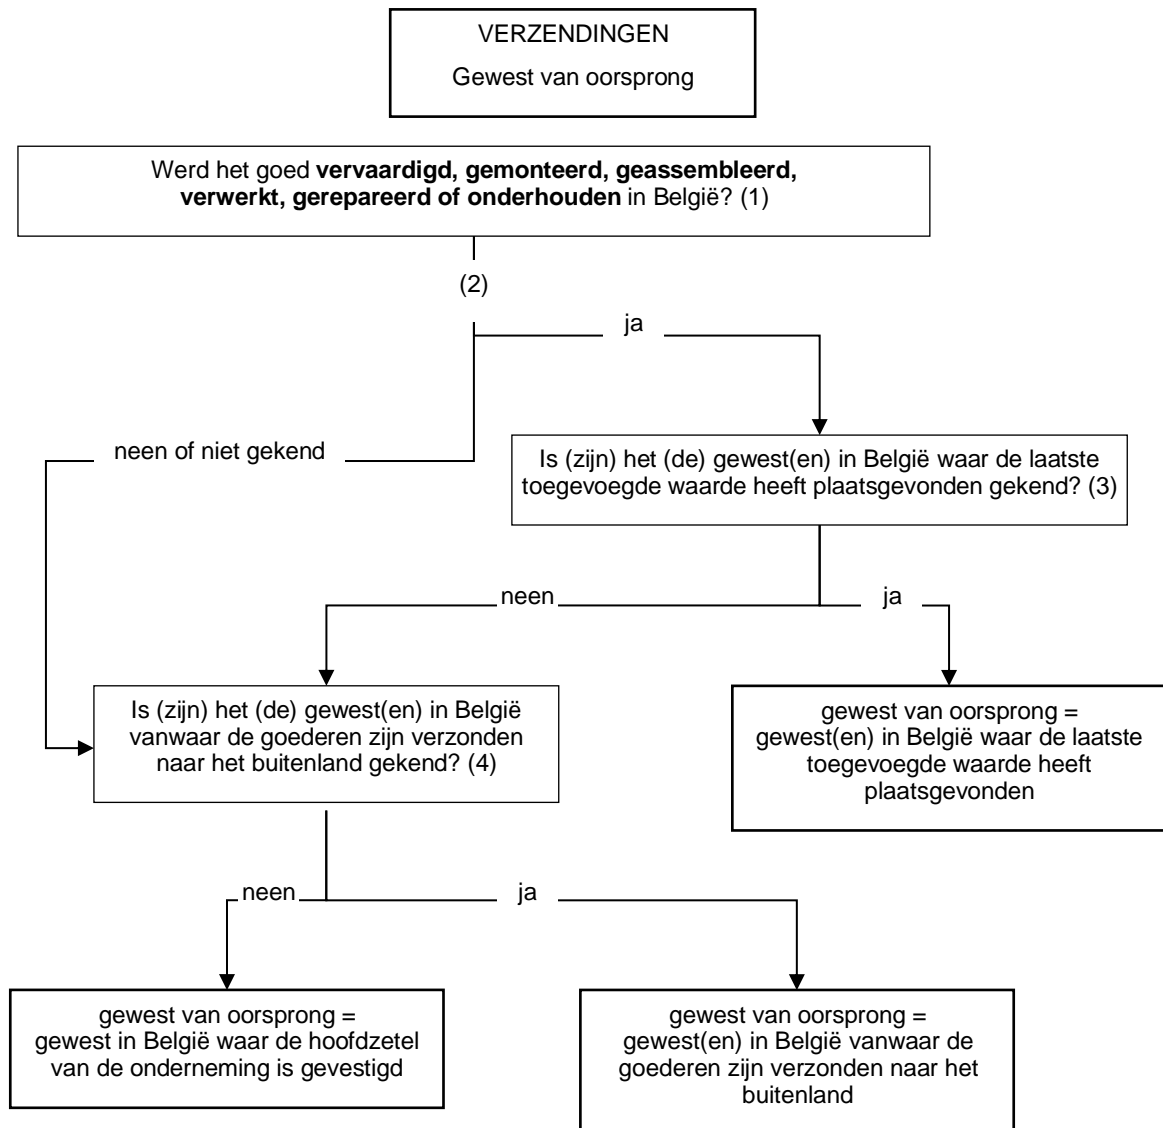 VERZENDINGEN
Gewest van oorsprong
Werd het goed vervaardigd, gemonteerd, geassembleerd,
verwerkt, gerepareerd of onderhouden in België? (1)
(2)
ja
neen of niet gekend
Is (zijn) het (de) gewest(en) in België waar de laatste
toegevoegde waarde heeft plaatsgevonden gekend? (3)
neen
ja
Is (zijn) het (de) gewest(en) in België
vanwaar de goederen zijn verzonden
naar het buitenland gekend? (4)
gewest van oorsprong =
gewest(en) in België waar de laatste
toegevoegde waarde heeft
plaatsgevonden
neen
ja
gewest van oorsprong =
gewest in België waar de hoofdzetel
van de onderneming is gevestigd
gewest van oorsprong =
gewest(en) in België vanwaar de
goederen zijn verzonden naar het
buitenland